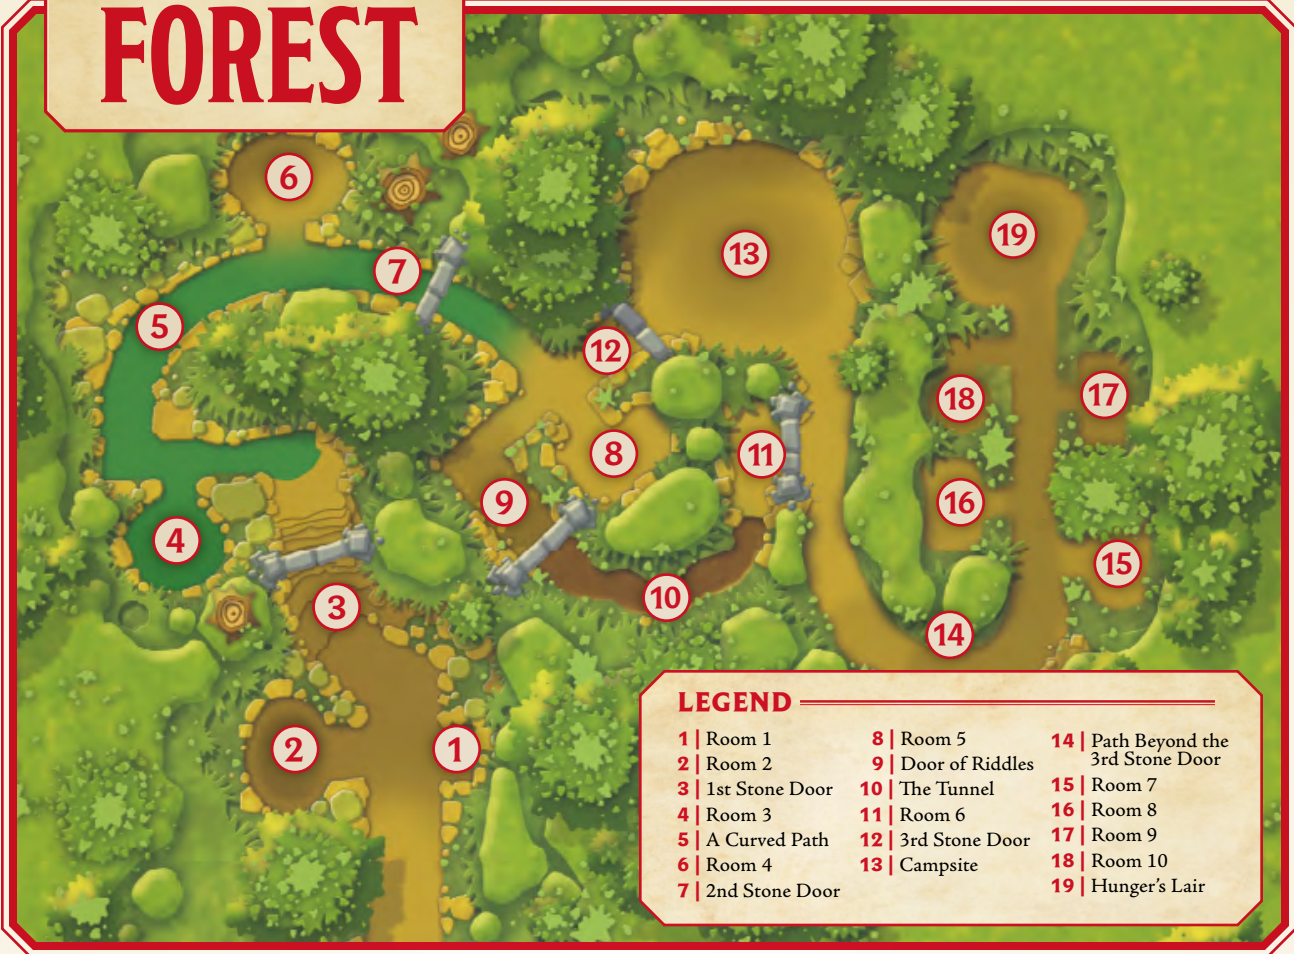 FOREST
6
19
13
7
5
12
17
18
8
11
9
16
4
15
10
3
14
2
1
LEGEND
1 | Room 1
2 | Room 2
3 | 1st Stone Door
4 | Room 3
5 | A Curved Path
6 | Room 4
7 | 2nd Stone Door
8 | Room 5
9 | Door of Riddles
10 | The Tunnel
11 | Room 6
12 | 3rd Stone Door
13 | Campsite
14 | Path Beyond the
3rd Stone Door
15 | Room 7
16 | Room 8
17 | Room 9
18 | Room 10
19 | Hunger's Lair